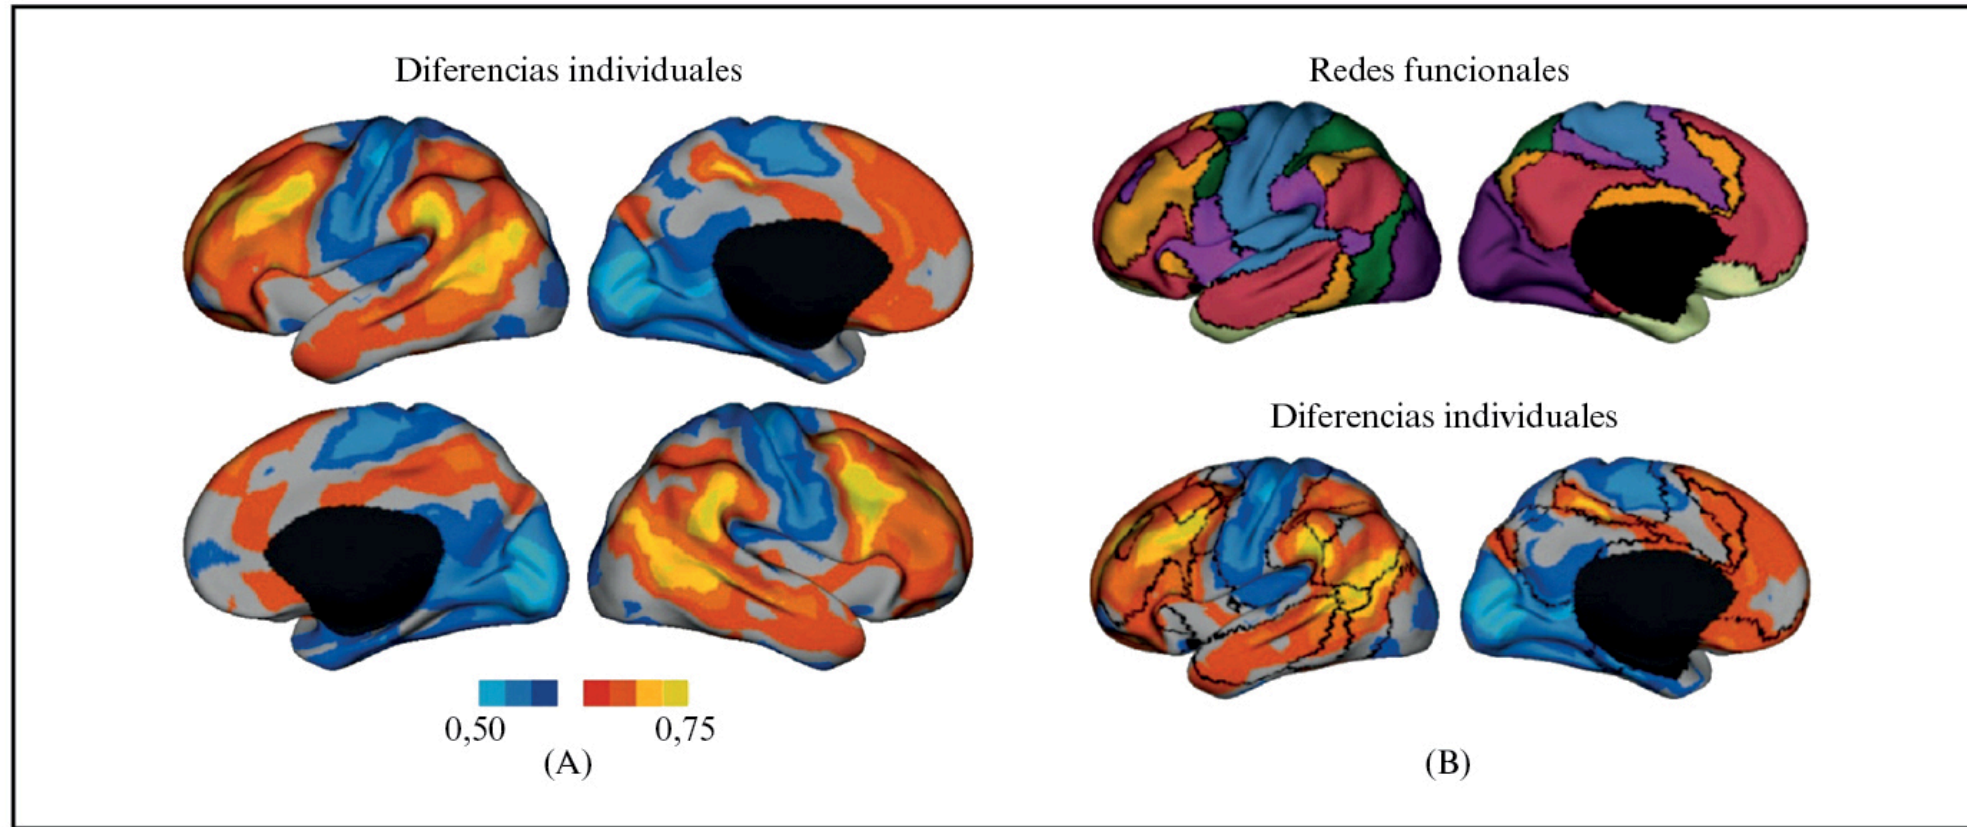 Diferencias individuales
0,50
0,75
(A)
Redes funcionales
Diferencias individuales
(B)